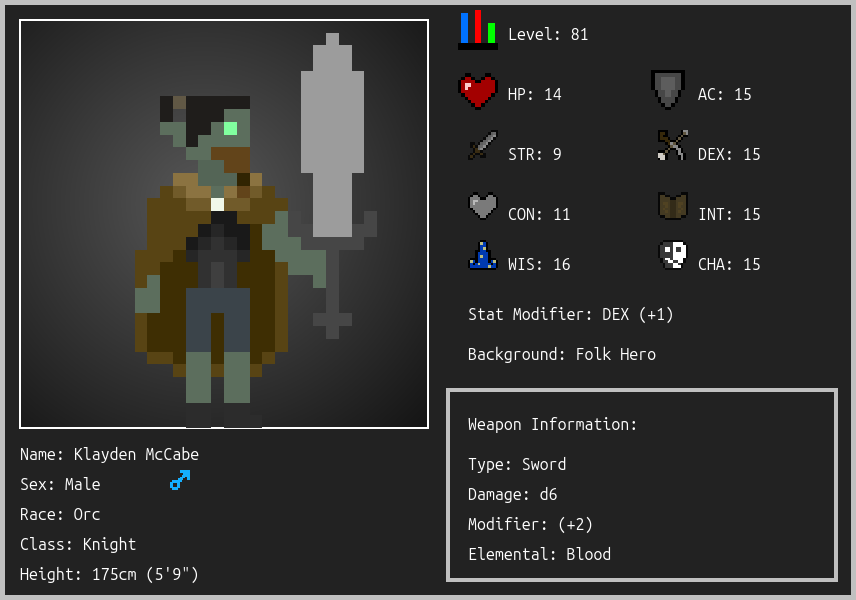 Level: 81
HP: 14
AC: 15
STR: 9
DEX: 15
CON: 11
INT: 15
WIS: 16
CHA: 15
Stat Modifier: DEX (+1)
Background: Folk Hero
Weapon Information:
Type: Sword
Damage: d6
Modifier: (+2)
Elemental: Blood
Name: Klayden McCabe
Sex: Male
Race: Orc
Class: Knight
Height: 175cm (5'9")